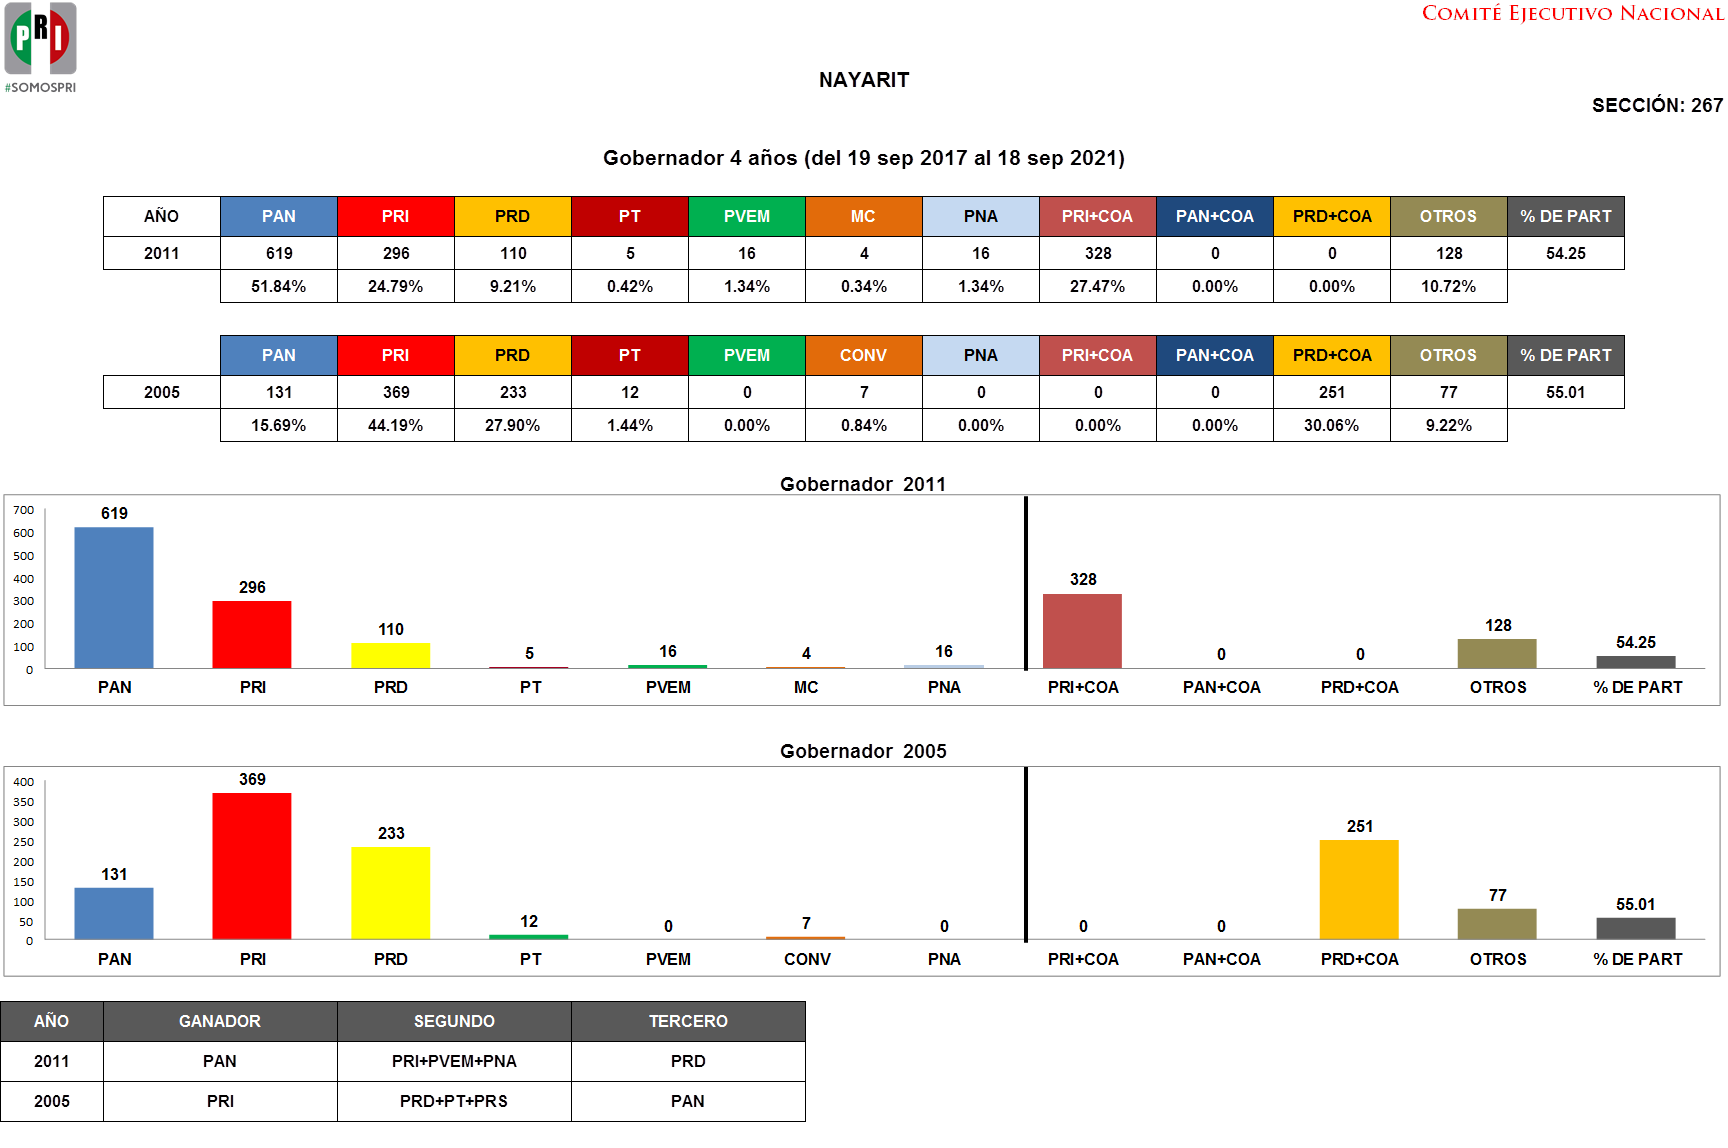 PRI
#SOMOSPRI
COMITÉ EJECUTIVO NACIONAL
NAYARIT
SECCIÓN: 267
Gobernador 4 años (del 19 sep 2017 al 18 sep 2021)
AÑO PAN PRI PRD PT PVEM MC PNA PRI+COA PAN+COA PRD+COA OTROS % DE PART
2011 619 296 110 5 16 4 16 328 0 0 128 54.25
51.84% 24.79% 9.21% 0.42% 1.34% 0.34% 1.34% 27.47% 0.00% 0.00% 10.72%
PAN PRI PRD PT PVEM CONV PNA PRI+COA PAN+COA PRD+COA OTROS % DE PART
2005 131 369 233 12 0 7 0 0 0 251 77 55.01
15.69% 44.19% 27.90% 1.44% 0.00% 0.84% 0.00% 0.00% 0.00% 30.06% 9.22%
Gobernador 2011
700
600
500
400
300
200
100
0
619 296 110 5 16 4 16 328 0 0 128 54.25
PAN PRI PRD PT PVEM MC PNA PRI+COA PAN+COA PRD+COA OTROS % DE PART
Gobernador 2005
400
350
300
250
200
150
100
50
0
131 369 233 12 0 7 0 0 0 251 77 55.01
PAN PRI PRD PT PVEM CONV PNA PRI+COA PAN+COA PRD+COA OTROS % DE PART
AÑO GANADOR SEGUNDO TERCERO
2011 PAN PRI+PVEM+PNA PRD
2005 PRI PRD+PT+PRS PAN